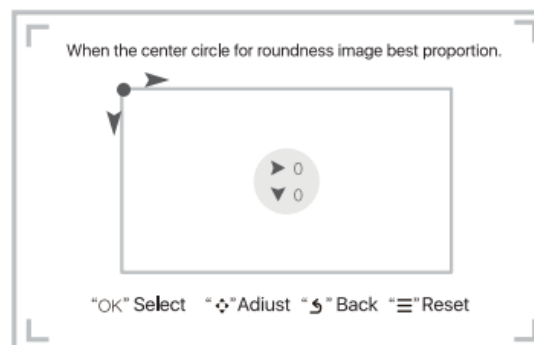 When the center circle for roundness image best proportion.
0
0
“OK” Select “ ” Adiust “ ” Back “☰” Reset